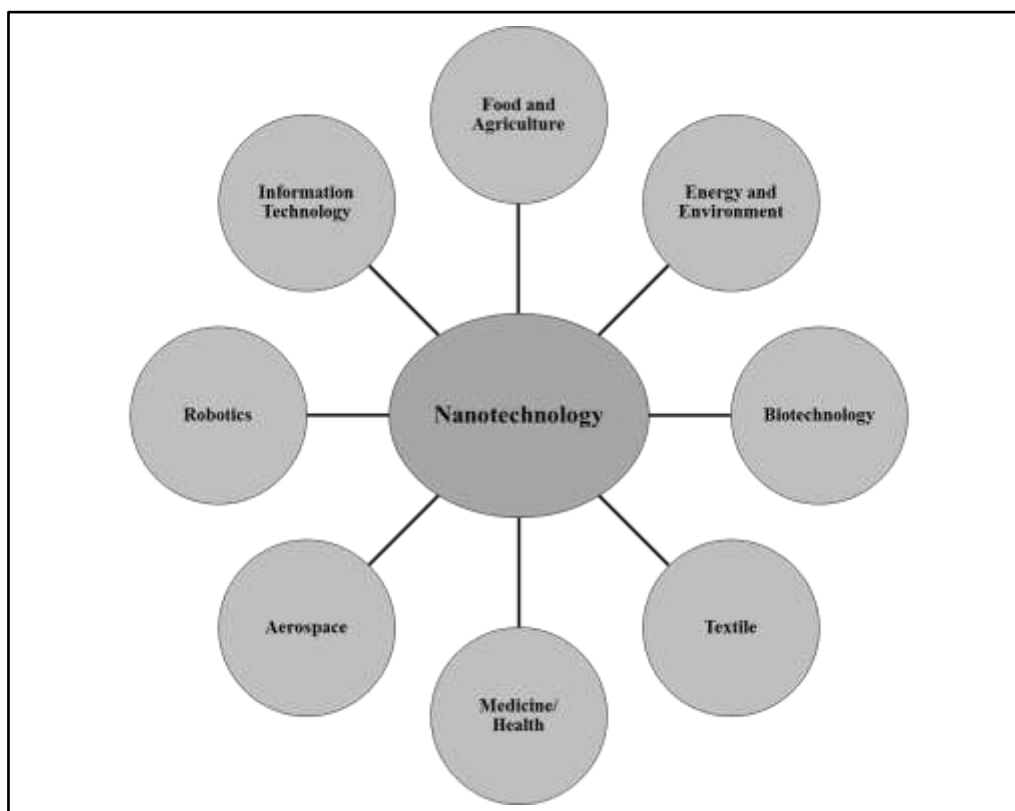 Food and
Agriculture
Information
Technology
Energy and
Environment
Robotics
Nanotechnology
Biotechnology
Aerospace
Textile
Medicine/
Health